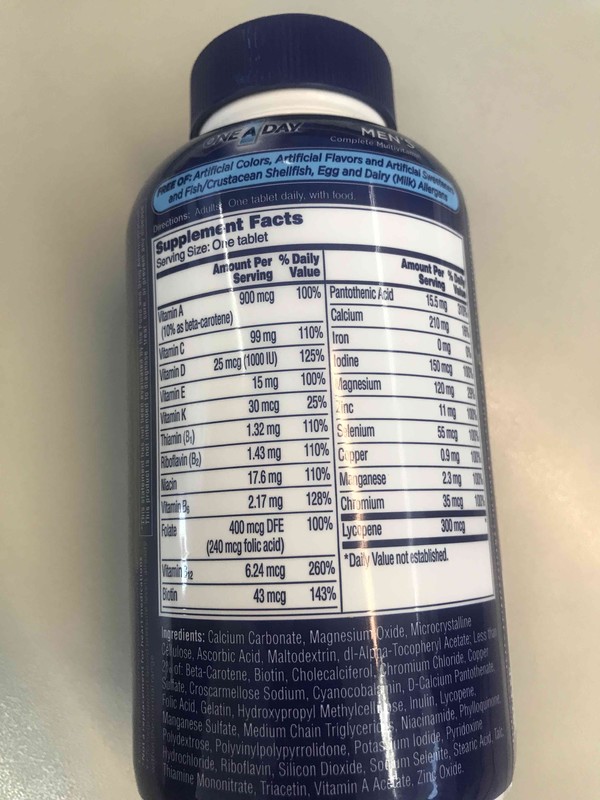 ONE A DAY
MEN'S
Complete Multivit
FREE OF: Artificial Colors, Artificial Flavors and Artificial Sweeteners
and Fish/Crustacean Shellfish, Egg and Dairy (Milk) Allergens
Directions: Adults: One tablet daily, with food.
Supplement Facts
Serving Size: One tablet
Amount Per Serving % Daily Value
Vitamin A 900 mcg 100%
(10% as beta-carotene)
Vitamin C 99 mg 110%
Vitamin D 25 mcg (1000 IU) 125%
Vitamin E 15 mg 100%
Vitamin K 30 mcg 25%
Thiamin (B1) 1.32 mg 110%
Riboflavin (B2) 1.43 mg 110%
Niacin 17.6 mg 110%
Vitamin B6 2.17 mg 128%
Folate 400 mcg DFE 100%
(240 mcg folic acid)
Vitamin B12 6.24 mcg 260%
Biotin 43 mcg 143%
Amount Per Serving % Daily Value
Pantothenic Acid 15.5 mg 310%
Calcium 210 mg 16%
Iron 0 mg 0%
Iodine 150 mcg 100%
Magnesium 120 mg 29%
Zinc 11 mg 100%
Selenium 55 mcg 100%
Copper 0.9 mg 100%
Manganese 2.3 mg 100%
Chromium 35 mcg 100%
Lycopene 300 mcg *
*Daily Value not established.
Ingredients: Calcium Carbonate, Magnesium Oxide, Microcrystalline
Cellulose, Ascorbic Acid, Maltodextrin, dl-Alpha-Tocopheryl Acetate; Less than
2% of: Beta-Carotene, Biotin, Cholecalciferol, Chromium Chloride, Copper
Sulfate, Croscarmellose Sodium, Cyanocobalamin, D-Calcium Pantothenate,
Folic Acid, Gelatin, Hydroxypropyl Methylcellulose, Inulin, Lycopene,
Manganese Sulfate, Medium Chain Triglycerides, Niacinamide, Phylloquinone,
Polydextrose, Polyvinylpolypyrrolidone, Potassium Iodide, Pyridoxine
Hydrochloride, Riboflavin, Silicon Dioxide, Sodium Selenite, Stearic Acid, Talc,
Thiamine Mononitrate, Triacetin, Vitamin A Acetate, Zinc Oxide.